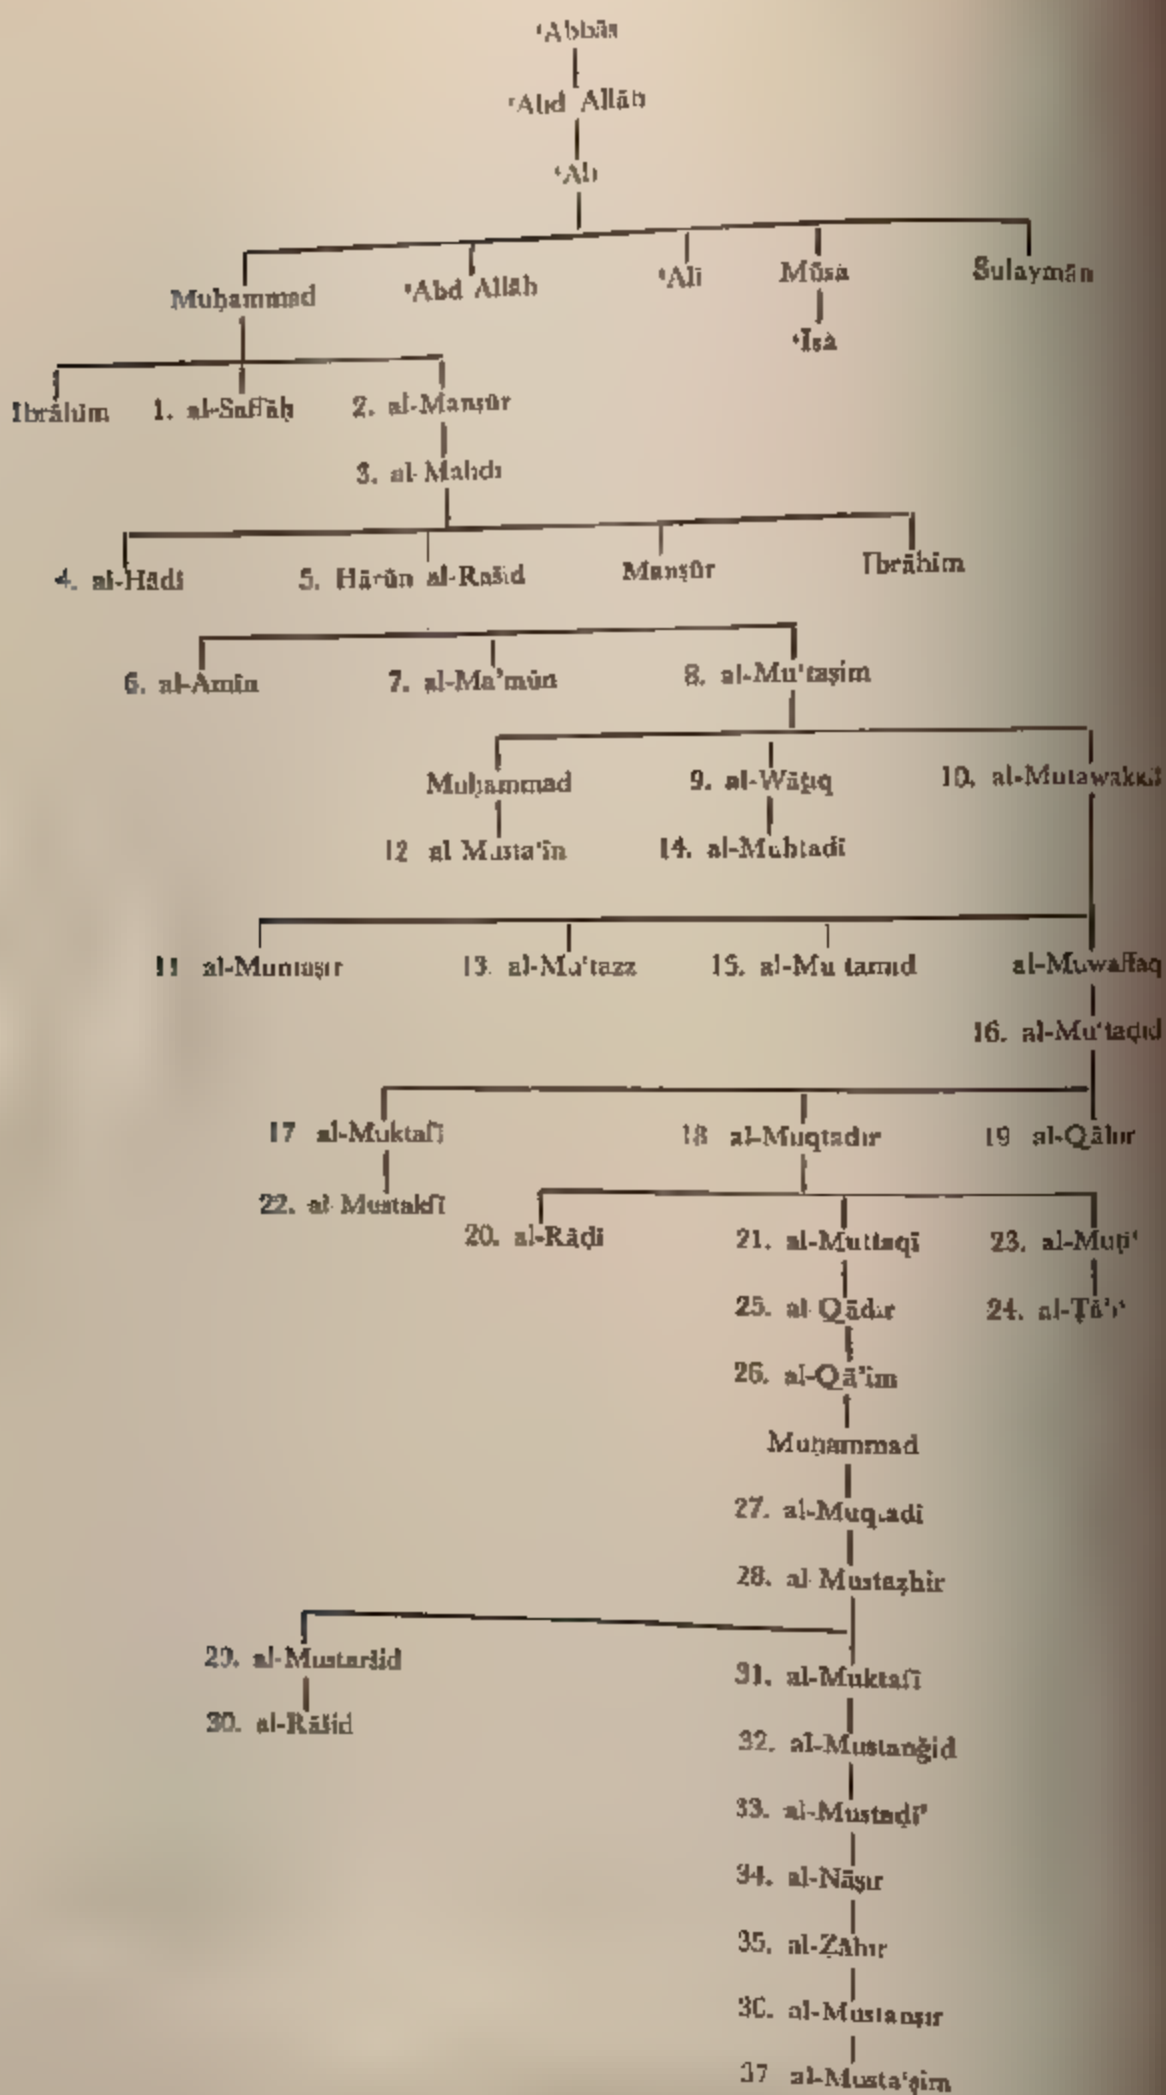 ‘Abbās
‘Abd Allāh
‘Ali
Muḥammad ‘Abd Allāh ‘Alī Mūsā Sulaymān
‘Īsā
Ibrāhīm 1. al-Saffāḥ 2. al-Manṣūr
3. al-Mahdī
4. al-Hādī 5. Hārūn al-Rašīd Manṣūr Ibrāhīm
6. al-Amīn 7. al-Ma’mūn 8. al-Mu‘taṣim
Muḥammad 9. al-Wāṯiq 10. al-Mutawakkil
12 al Musta‘īn 14. al-Muhtadī
11 al-Muntaṣir 13. al-Mu‘tazz 15. al-Mu‘tamid al-Muwaffaq
16. al-Mu‘taḍid
17 al-Muktafī 18 al-Muqtadir 19 al-Qāhir
22. al Mustakfī
20. al-Rāḍī 21. al-Muttaqī 23. al-Muṭī‘
25. al Qādir 24. al-Ṭā’i‘
26. al-Qā’im
Muḥammad
27. al-Muqtadī
28. al Mustaẓhir
29. al-Mustaršid 31. al-Muktafī
30. al-Rāšid
32. al-Mustanǧid
33. al-Mustaḍī’
34. al-Nāṣir
35. al-Ẓāhir
36. al-Mustanṣir
37 al-Musta‘ṣim